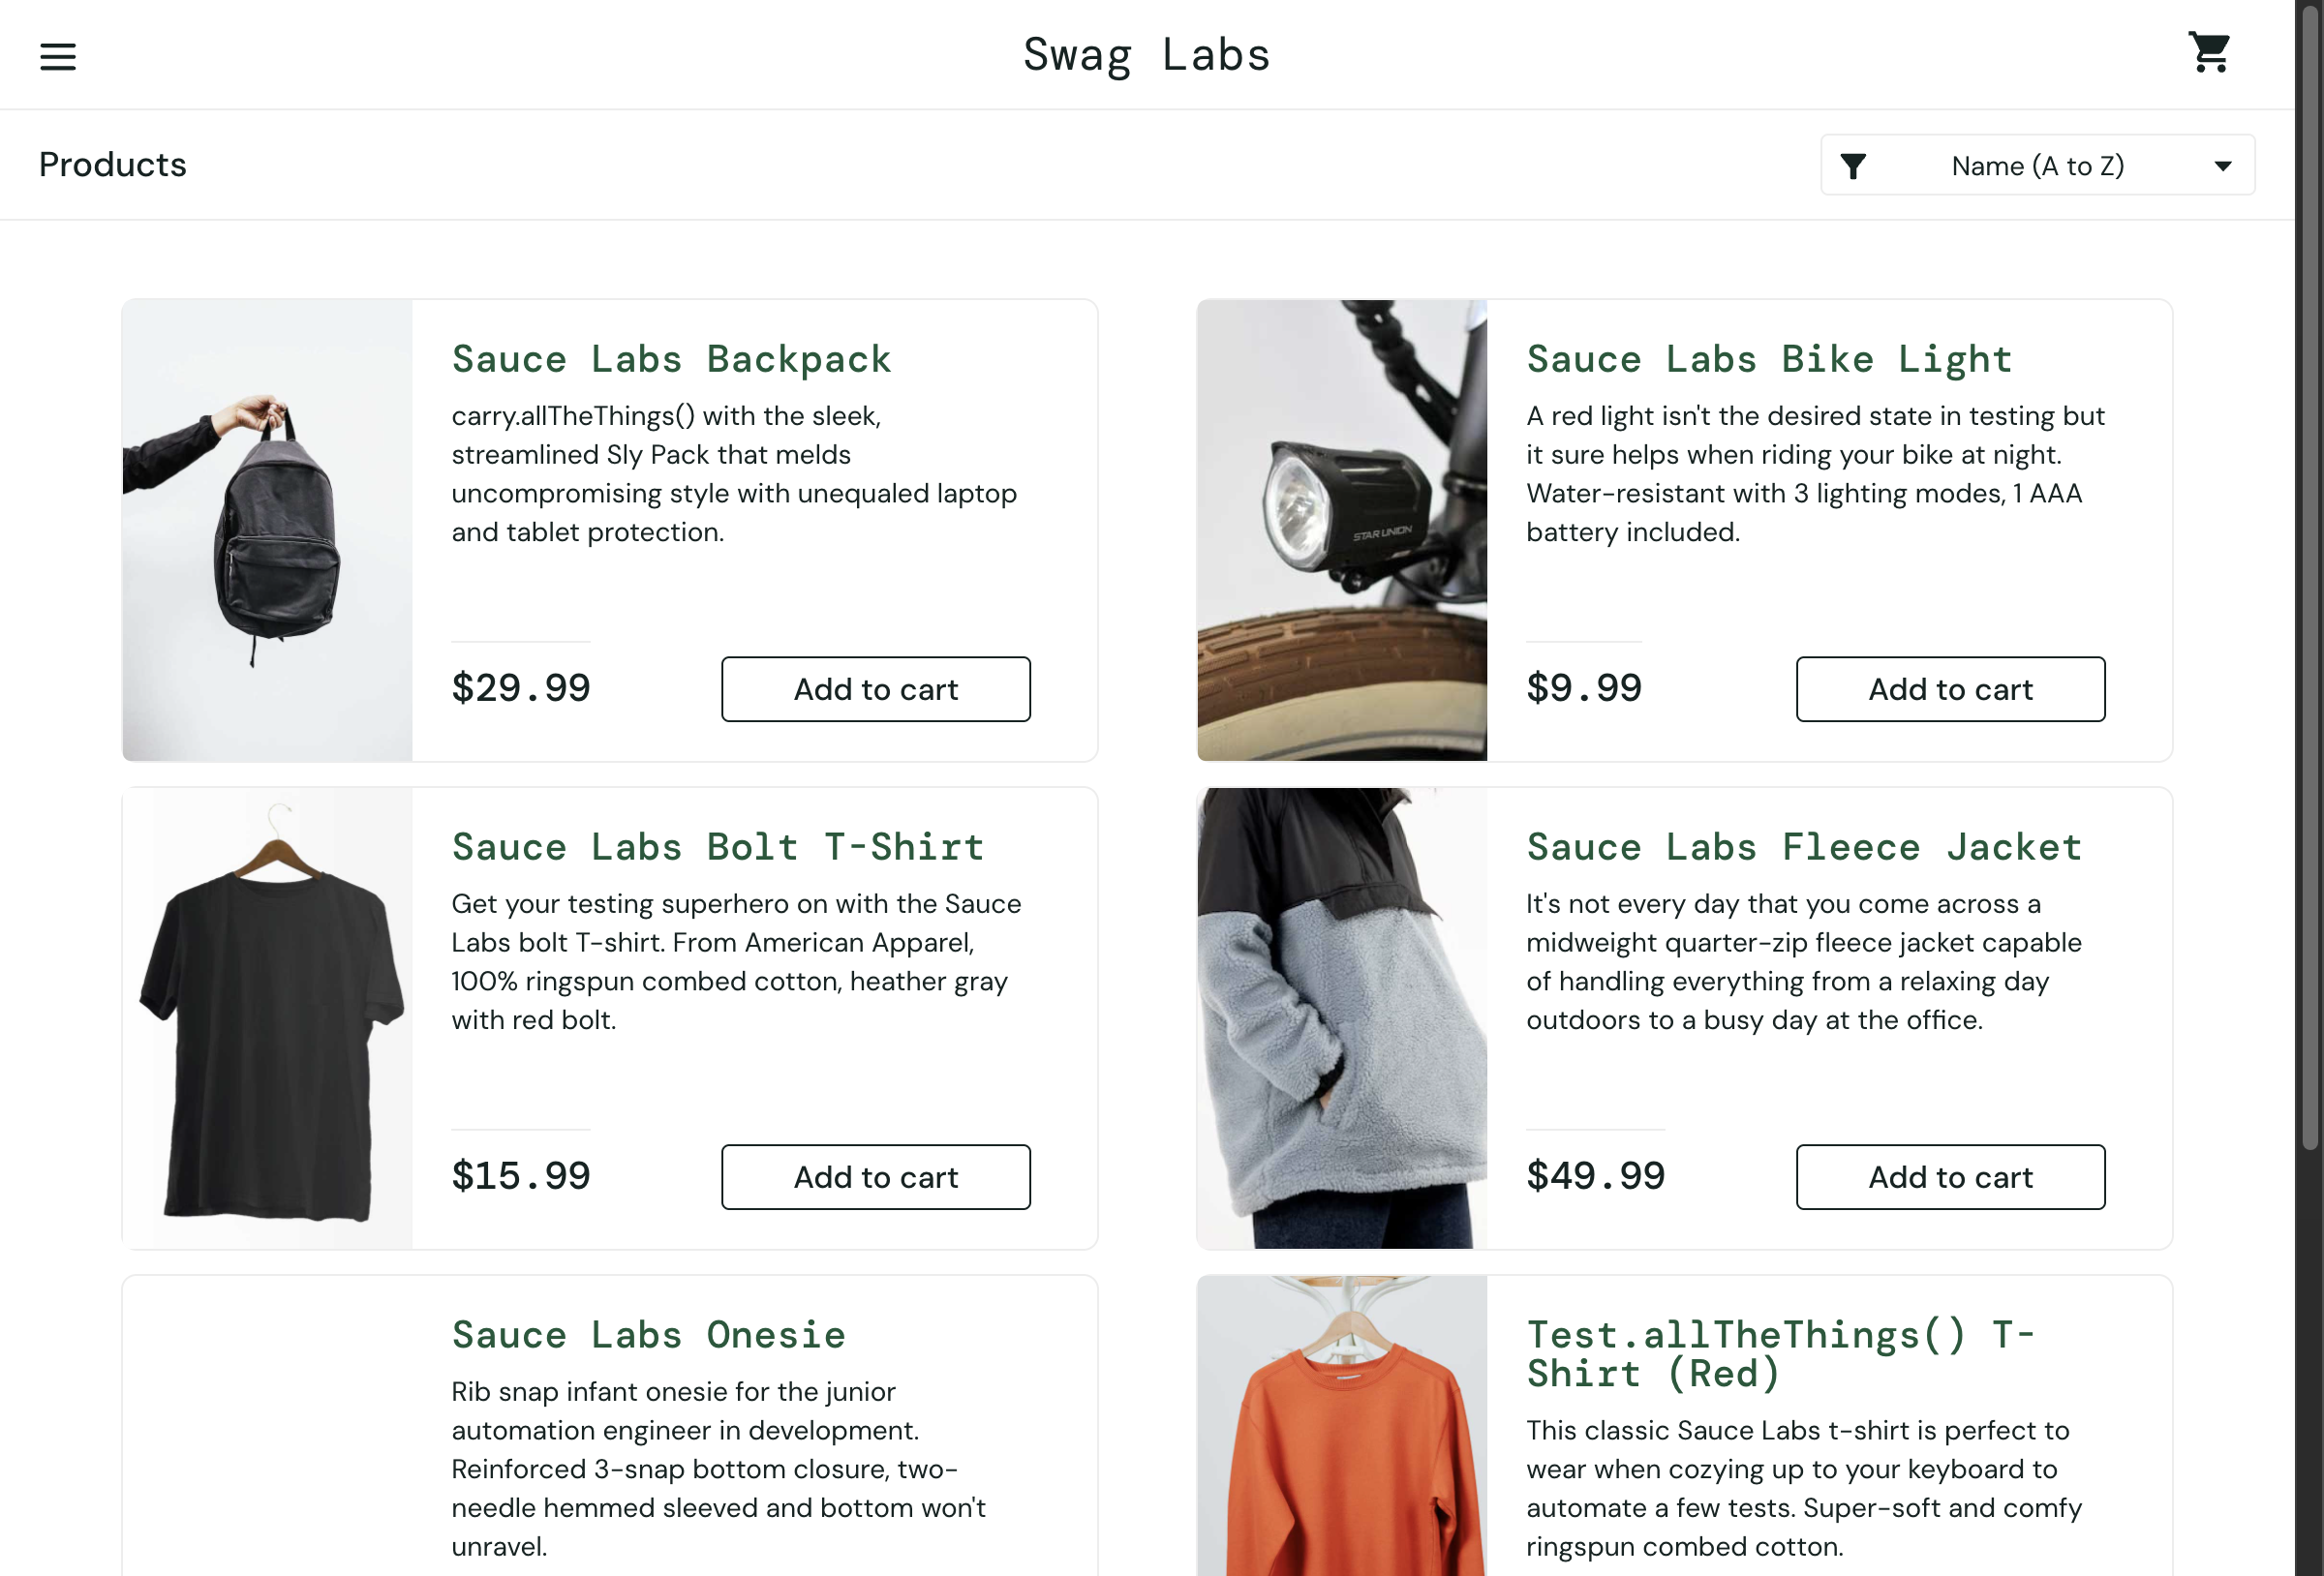 Swag Labs
Products
Name (A to Z)
Sauce Labs Backpack
carry.allTheThings() with the sleek,
streamlined Sly Pack that melds
uncompromising style with unequaled laptop
and tablet protection.
$29.99
Add to cart
Sauce Labs Bike Light
A red light isn't the desired state in testing but
it sure helps when riding your bike at night.
Water-resistant with 3 lighting modes, 1 AAA
battery included.
STAR UNION
$9.99
Add to cart
Sauce Labs Bolt T-Shirt
Get your testing superhero on with the Sauce
Labs bolt T-shirt. From American Apparel,
100% ringspun combed cotton, heather gray
with red bolt.
$15.99
Add to cart
Sauce Labs Fleece Jacket
It's not every day that you come across a
midweight quarter-zip fleece jacket capable
of handling everything from a relaxing day
outdoors to a busy day at the office.
$49.99
Add to cart
Sauce Labs Onesie
Rib snap infant onesie for the junior
automation engineer in development.
Reinforced 3-snap bottom closure, two-
needle hemmed sleeved and bottom won't
unravel.
Test.allTheThings() T-
Shirt (Red)
This classic Sauce Labs t-shirt is perfect to
wear when cozying up to your keyboard to
automate a few tests. Super-soft and comfy
ringspun combed cotton.